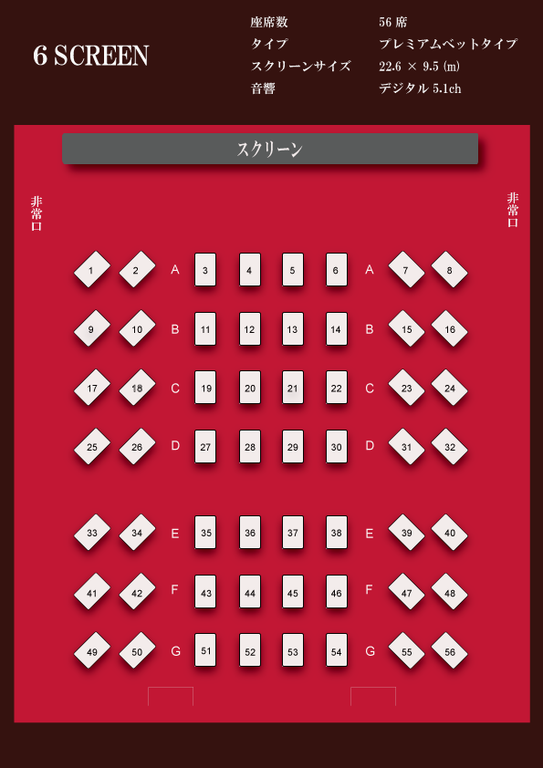 6 SCREEN
座席数 56 席
タイプ プレミアムベットタイプ
スクリーンサイズ 22.6 × 9.5 (m)
音響 デジタル 5.1ch
スクリーン
非常口
非常口
1 2 A 3 4 5 6 A 7 8
9 10 B 11 12 13 14 B 15 16
17 18 C 19 20 21 22 C 23 24
25 26 D 27 28 29 30 D 31 32
33 34 E 35 36 37 38 E 39 40
41 42 F 43 44 45 46 F 47 48
49 50 G 51 52 53 54 G 55 56